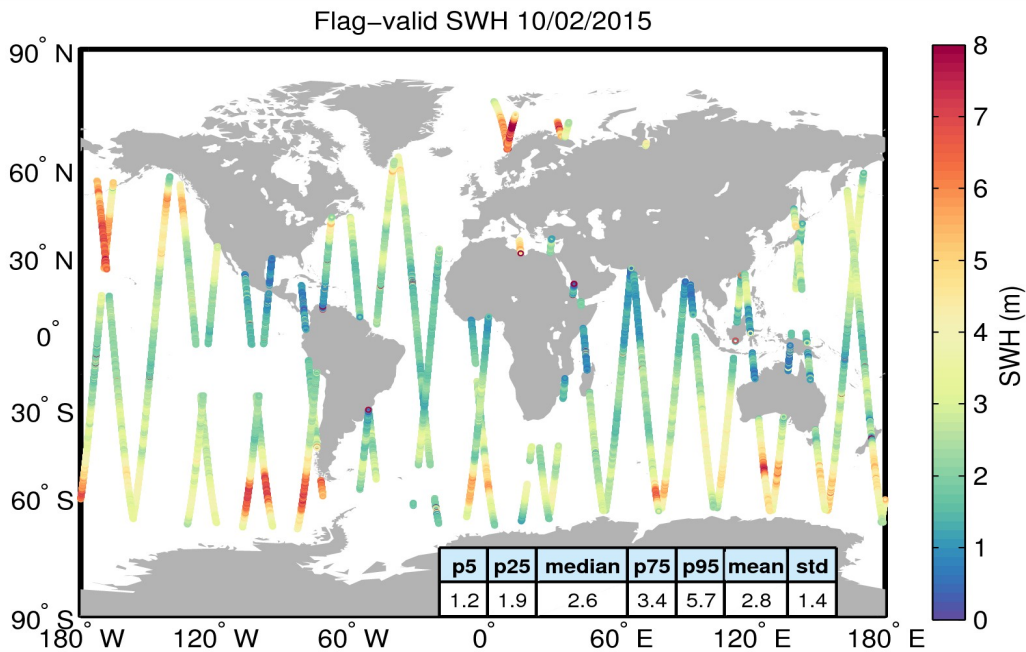 Flag−valid SWH 10/02/2015
90° N
60° N
30° N
0°
30° S
60° S
90° S
180° W
120° W
60° W
0°
60° E
120° E
180° E
p5 p25 median p75 p95 mean std
1.2 1.9 2.6 3.4 5.7 2.8 1.4
8
7
6
5
4
3
2
1
0
SWH (m)